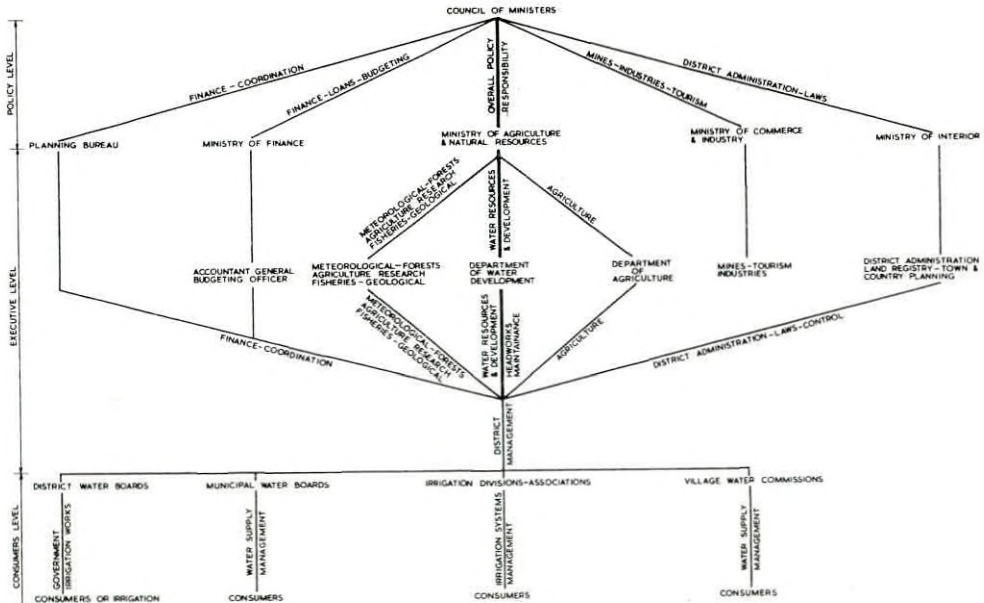 COUNCIL OF MINISTERS
POLICY LEVEL
FINANCE-COORDINATION
FINANCE-LOANS-BUDGETING
OVERALL POLICY
RESPONSIBILITY
MINES-INDUSTRIES-TOURISM
DISTRICT ADMINISTRATION-LAWS
PLANNING BUREAU
MINISTRY OF FINANCE
MINISTRY OF AGRICULTURE
& NATURAL RESOURCES
MINISTRY OF COMMERCE
& INDUSTRY
MINISTRY OF INTERIOR
EXECUTIVE LEVEL
METEOROLOGICAL-FORESTS
AGRICULTURE RESEARCH
FISHERIES-GEOLOGICAL
WATER RESOURCES
& DEVELOPMENT
AGRICULTURE
ACCOUNTANT GENERAL
BUDGETING OFFICER
METEOROLOGICAL-FORESTS
AGRICULTURE RESEARCH
FISHERIES-GEOLOGICAL
DEPARTMENT
OF WATER
DEVELOPMENT
DEPARTMENT
OF
AGRICULTURE
MINES-TOURISM
INDUSTRIES
DISTRICT ADMINISTRATION
LAND REGISTRY-TOWN &
COUNTRY PLANNING
FINANCE-COORDINATION
METEOROLOGICAL-FORESTS
AGRICULTURE RESEARCH
FISHERIES-GEOLOGICAL
WATER RESOURCES
& DEVELOPMENT
HEADWORKS
MAINTAINANCE
AGRICULTURE
DISTRICT ADMINISTRATION-LAWS-CONTROL
DISTRICT
MANAGEMENT
CONSUMERS LEVEL
DISTRICT WATER BOARDS
MUNICIPAL WATER BOARDS
IRRIGATION DIVISIONS-ASSOCIATIONS
VILLAGE WATER COMMISSIONS
GOVERNMENT
IRRIGATION WORKS
WATER SUPPLY
MANAGEMENT
IRRIGATION SYSTEMS
MANAGEMENT
WATER SUPPLY
MANAGEMENT
CONSUMERS OR IRRIGATION
CONSUMERS
CONSUMERS
CONSUMERS